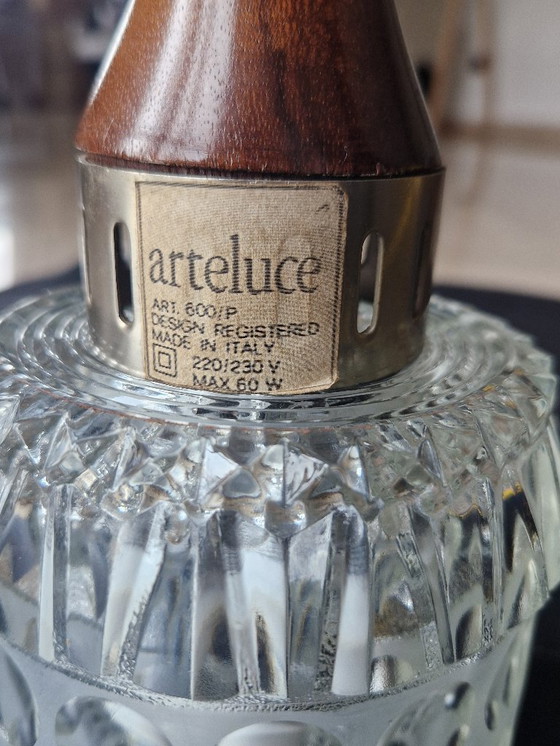 arteluce
ART. 600/P
DESIGN REGISTERED
MADE IN ITALY
220/230 V
MAX. 60 W